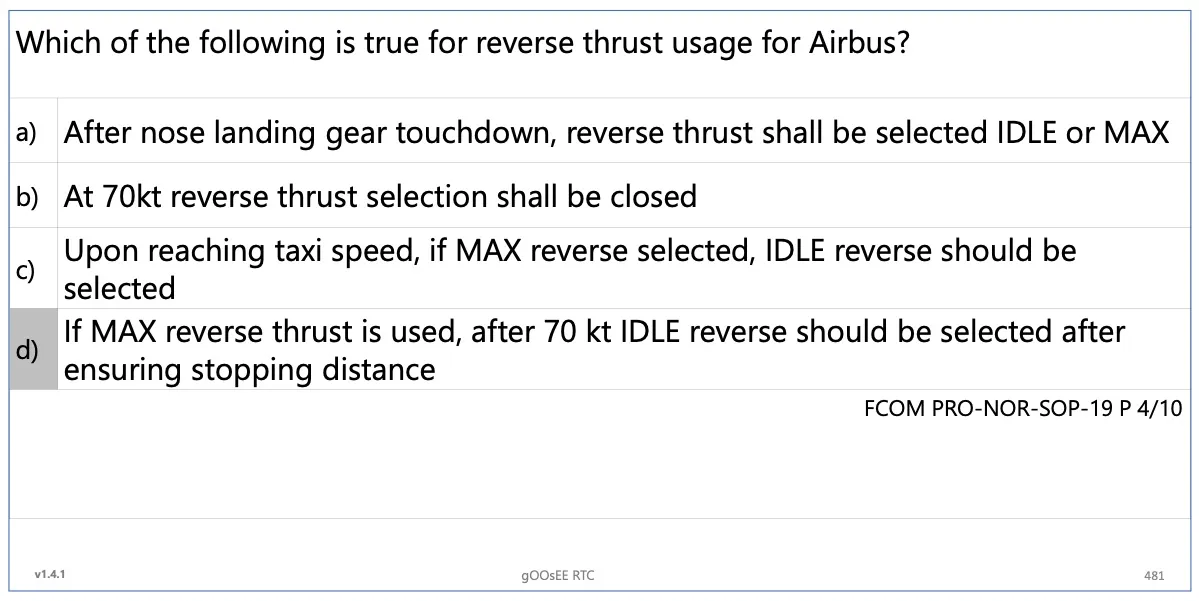 Which of the following is true for reverse thrust usage for Airbus?
a) After nose landing gear touchdown, reverse thrust shall be selected IDLE or MAX
b) At 70kt reverse thrust selection shall be closed
c) Upon reaching taxi speed, if MAX reverse selected, IDLE reverse should be
selected
d) If MAX reverse thrust is used, after 70 kt IDLE reverse should be selected after
ensuring stopping distance
FCOM PRO-NOR-SOP-19 P 4/10
v1.4.1 gOOsEE RTC 481